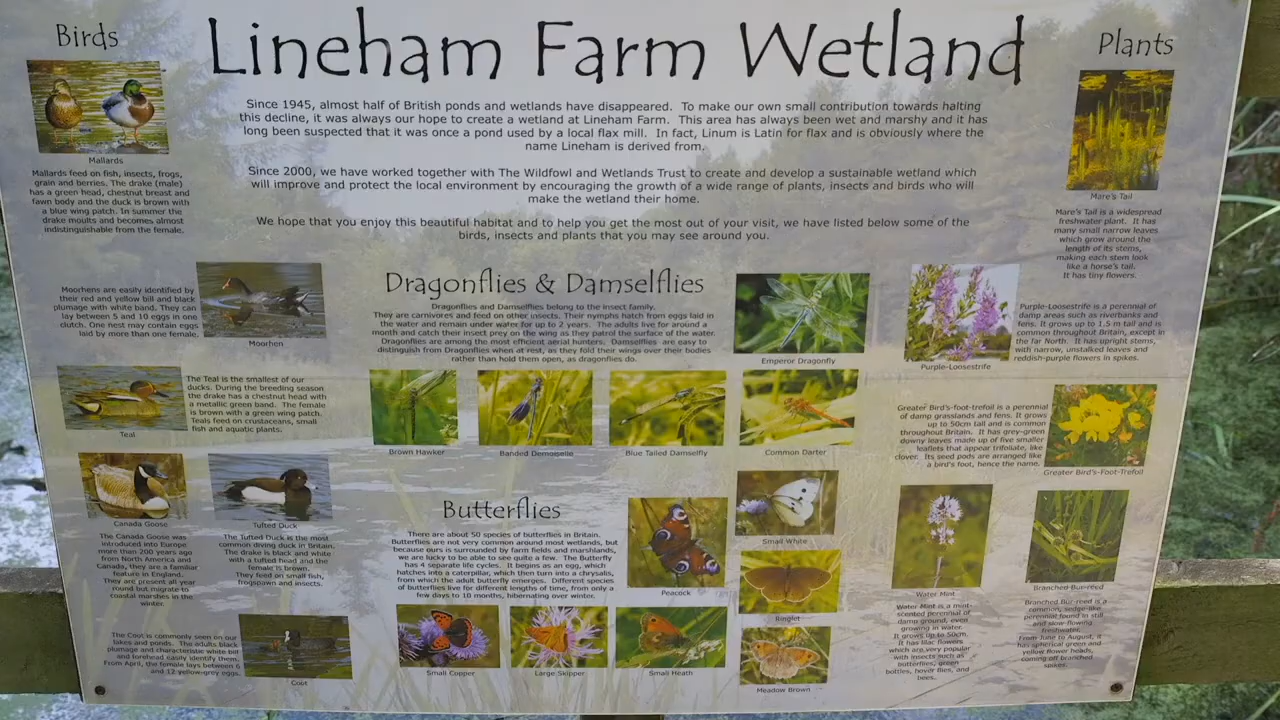 Lineham Farm Wetland
Since 1945, almost half of British ponds and wetlands have disappeared. To make our own small contribution towards halting
this decline, it was always our hope to create a wetland at Lineham Farm. This area has always been wet and marshy and it has
long been suspected that it was once a pond used by a local flax mill. In fact, Linum is Latin for flax and is obviously where the
name Lineham is derived from.
Since 2000, we have worked together with The Wildfowl and Wetlands Trust to create and develop a sustainable wetland which
will improve and protect the local environment by encouraging the growth of a wide range of plants, insects and birds who will
make the wetland their home.
We hope that you enjoy this beautiful habitat and to help you get the most out of your visit, we have listed below some of the
birds, insects and plants that you may see around you.
Birds
Mallards
Mallards feed on fish, insects, frogs,
grain and berries. The drake (male)
has a green head, chestnut breast and
fawn body and the duck is brown with
a blue wing patch. In summer the
drake moults and becomes almost
indistinguishable from the female.
Moorhens are easily identified by
their red and yellow bill and black
plumage with white band. They can
lay between 5 and 10 eggs in one
clutch. One nest may contain eggs
laid by more than one female.
Moorhen
Teal
The Teal is the smallest of our
ducks. During the breeding season
the drake has a chestnut head with
a metallic green band. The female
is brown with a green wing patch.
Teals feed on crustaceans, small
fish and aquatic plants.
Canada Goose
The Canada Goose was
introduced into Europe
more than 200 years ago
from North America and
Canada, they are a familiar
feature in England.
They are present all year
round but migrate to
coastal marshes in the
winter.
Tufted Duck
The Tufted Duck is the most
common diving duck in Britain.
The drake is black and white
with a tufted head and the
female is brown.
They feed on small fish,
frogspawn and insects.
The Coot is commonly seen on our
lakes and ponds. The adults black
plumage and characteristic white bill
and forehead easily identify them.
From April, the female lays between 6
and 12 yellow-grey eggs.
Coot
Dragonflies & Damselflies
Dragonflies and Damselflies belong to the insect family.
They are carnivores and feed on other insects. Their nymphs hatch from eggs laid in
the water and remain under water for up to 2 years. The adults live for around a
month and catch their insect prey on the wing as they patrol the surface of the water.
Dragonflies are among the most efficient aerial hunters. Damselflies are easy to
distinguish from Dragonflies when at rest, as they fold their wings over their bodies
rather than hold them open, as dragonflies do.
Emperor Dragonfly
Brown Hawker
Banded Demoiselle
Blue Tailed Damselfly
Common Darter
Butterflies
There are about 50 species of butterflies in Britain.
Butterflies are not very common around most wetlands, but
because ours is surrounded by farm fields and marshlands,
we are lucky to be able to see quite a few. The Butterfly
has 4 separate life cycles. It begins as an egg, which
hatches into a caterpillar, which then turn into a chrysalis,
from which the adult butterfly emerges. Different species
of butterflies live for different lengths of time, from only a
few days to 10 months, hibernating over winter.
Peacock
Small White
Ringlet
Meadow Brown
Small Copper
Large Skipper
Small Heath
Plants
Mare's Tail
Mare's Tail is a widespread
freshwater plant. It has
many small narrow leaves
which grow around the
length of its stems,
making each stem look
like a horse's tail.
It has tiny flowers.
Purple-Loosestrife
Purple-Loosestrife is a perennial of
damp areas such as riverbanks and
fens. It grows up to 1.5 m tall and is
common throughout Britain, except in
the far North. It has upright stems,
with narrow, unstalked leaves and
reddish-purple flowers in spikes.
Greater Bird's-foot-trefoil is a perennial
of damp grasslands and fens. It grows
up to 50cm tall and is common
throughout Britain. It has grey-green
downy leaves made up of five smaller
leaflets that appear trifoliate, like
clover. Its seed pods are arranged like
a bird's foot, hence the name.
Greater Bird's-Foot-Trefoil
Water Mint
Water Mint is a mint-
scented perennial of
damp ground, even
growing in water.
It grows up to 50cm.
It has lilac flowers
which are very popular
with insects such as
butterflies, green
bottles, hover flies, and
bees.
Branched Bur-reed
Branched Bur-reed is a
common, sedge-like
perennial found in still
and slow-flowing
freshwater.
From June to August, it
has spherical green and
yellow flower heads,
coming off branched
spikes.